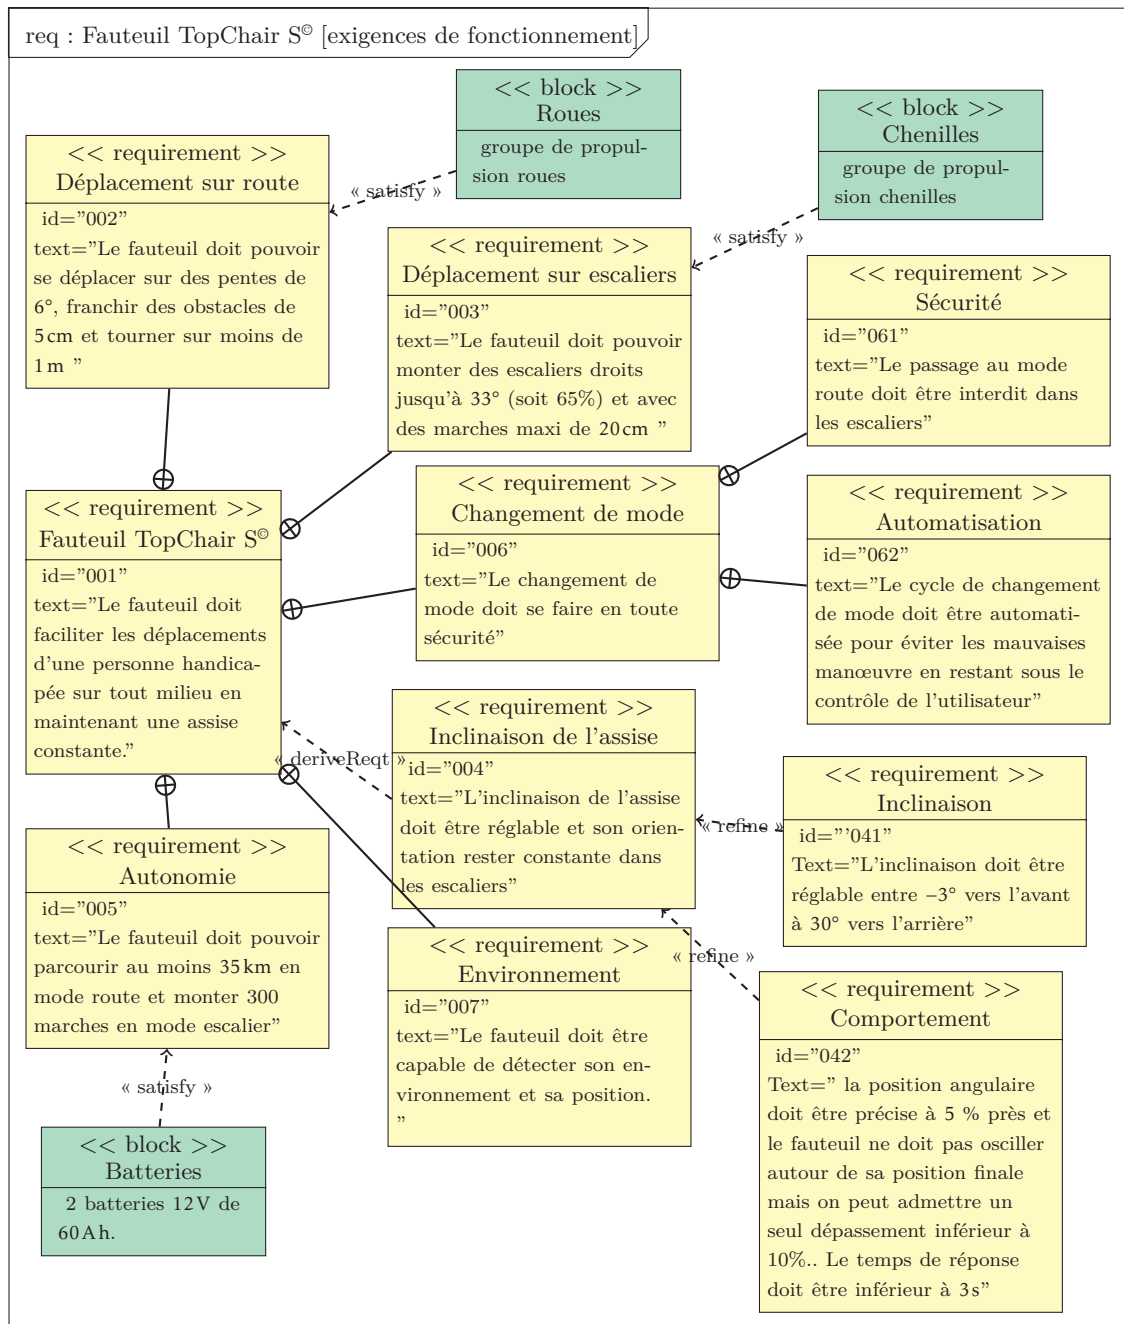 req : Fauteuil TopChair S© [exigences de fonctionnement]
<< block >>
Roues
groupe de propul-
sion roues
<< block >>
Chenilles
groupe de propul-
sion chenilles
<< requirement >>
Déplacement sur route
id="002"
text="Le fauteuil doit pouvoir
se déplacer sur des pentes de
6°, franchir des obstacles de
5cm et tourner sur moins de
1m ”
« satisfy »
<< requirement >>
Déplacement sur escaliers
id="003"
text="Le fauteuil doit pouvoir
monter des escaliers droits
jusqu'à 33° (soit 65%) et avec
des marches maxi de 20cm ”
« satisfy »
<< requirement >>
Sécurité
id="061"
text="Le passage au mode
route doit être interdit dans
les escaliers”
<< requirement >>
Fauteuil TopChair S©
id="001"
text="Le fauteuil doit
faciliter les déplacements
d'une personne handica-
pée sur tout milieu en
maintenant une assise
constante.”
<< requirement >>
Changement de mode
id="006"
text="Le changement de
mode doit se faire en toute
sécurité”
<< requirement >>
Automatisation
id="062"
text="Le cycle de changement
de mode doit être automati-
sée pour éviter les mauvaises
manœuvre en restant sous le
contrôle de l'utilisateur”
« deriveReqt »
<< requirement >>
Inclinaison de l'assise
id="004"
text="L'inclinaison de l'assise
doit être réglable et son orien-
tation rester constante dans
les escaliers”
« refine »
<< requirement >>
Inclinaison
id="'041"
Text="L'inclinaison doit être
réglable entre –3° vers l'avant
à 30° vers l'arrière”
<< requirement >>
Autonomie
id="005"
text="Le fauteuil doit pouvoir
parcourir au moins 35km en
mode route et monter 300
marches en mode escalier”
<< requirement >>
Environnement
id="007"
text="Le fauteuil doit être
capable de détecter son en-
vironnement et sa position.
”
« refine »
<< requirement >>
Comportement
id="042"
Text=” la position angulaire
doit être précise à 5 % près et
le fauteuil ne doit pas osciller
autour de sa position finale
mais on peut admettre un
seul dépassement inférieur à
10%.. Le temps de réponse
doit être inférieur à 3s”
« satisfy »
<< block >>
Batteries
2 batteries 12V de
60Ah.